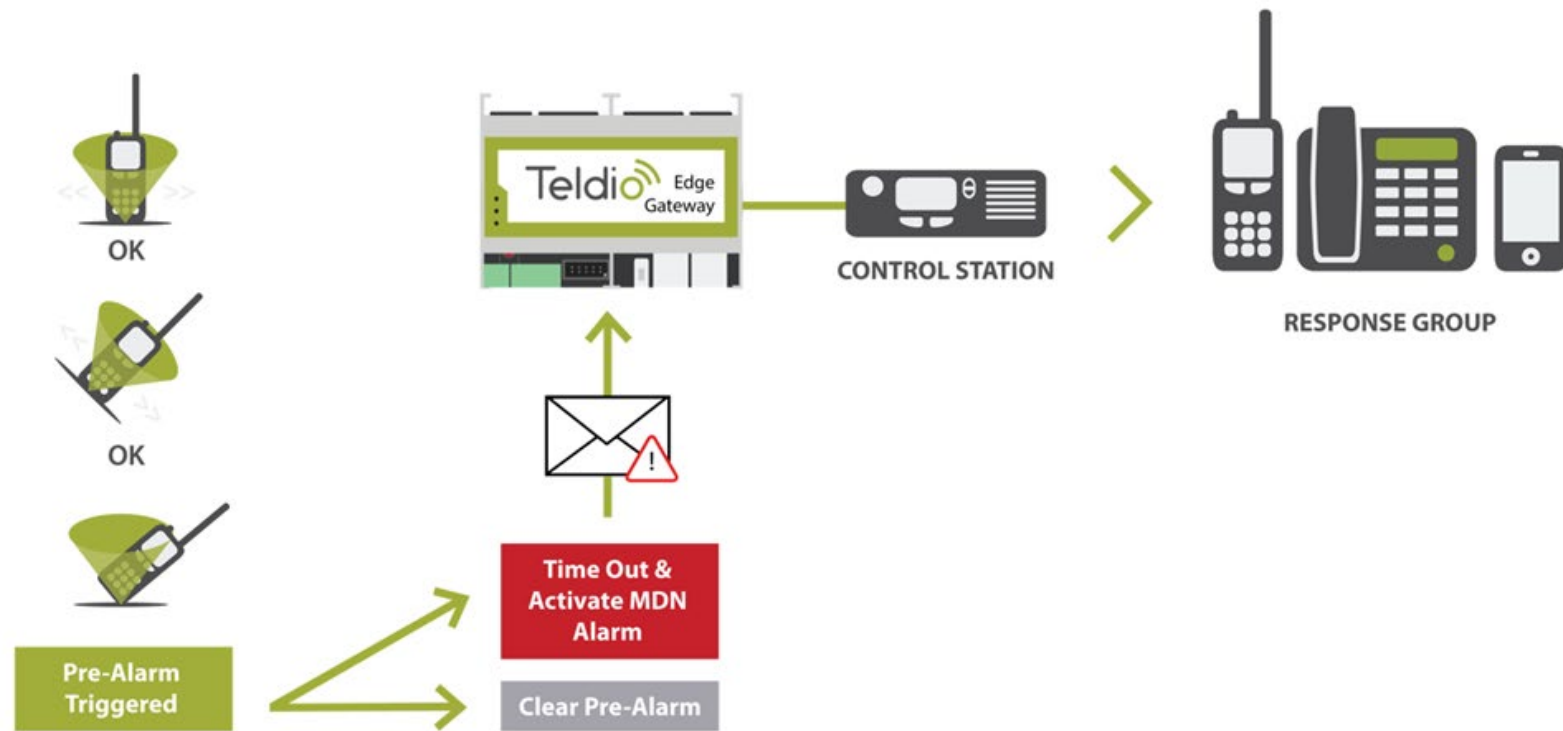 OK
OK
Pre-Alarm
Triggered
Time Out &
Activate MDN
Alarm
Clear Pre-Alarm
!
Teldio Edge
Gateway
CONTROL STATION
RESPONSE GROUP